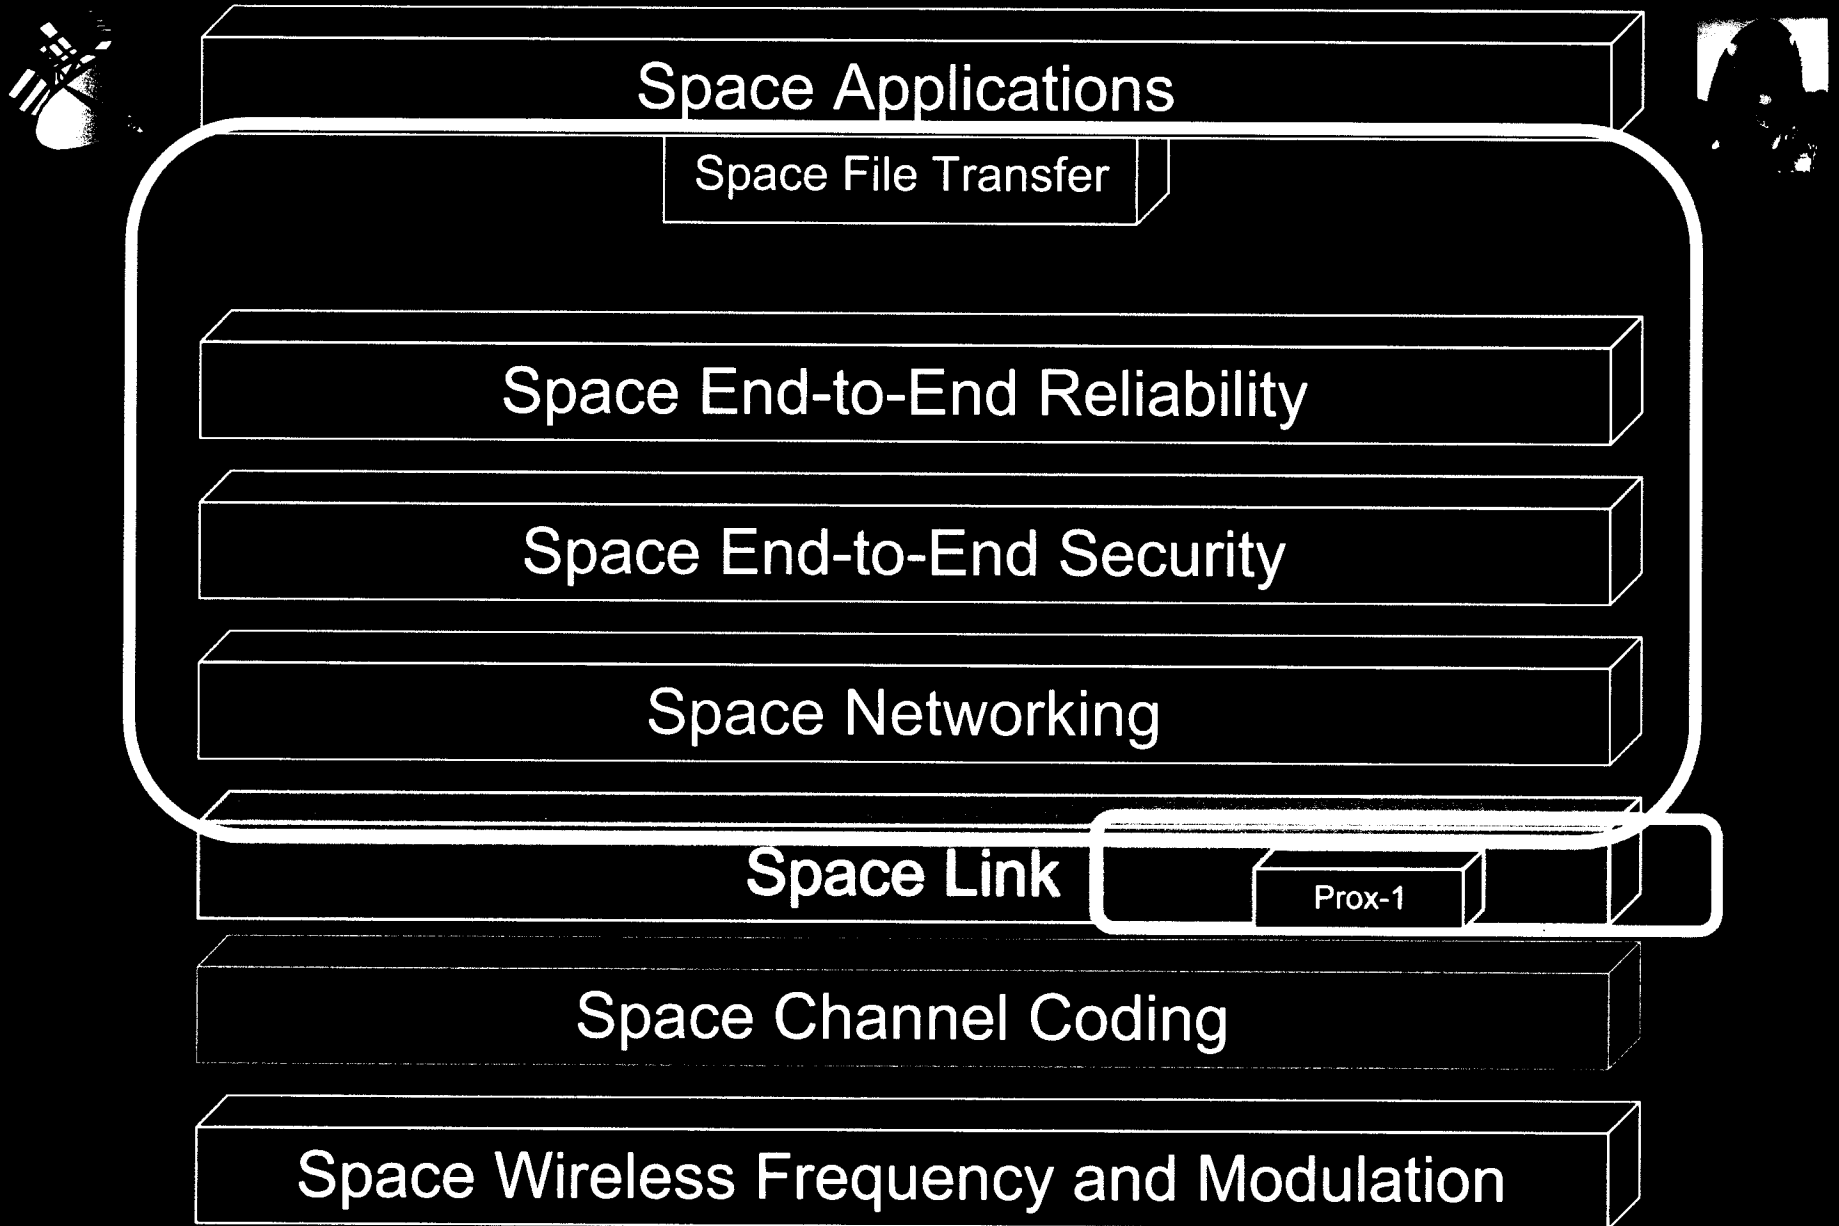 Space Applications
Space File Transfer
Space End-to-End Reliability
Space End-to-End Security
Space Networking
Space Link
Prox-1
Space Channel Coding
Space Wireless Frequency and Modulation